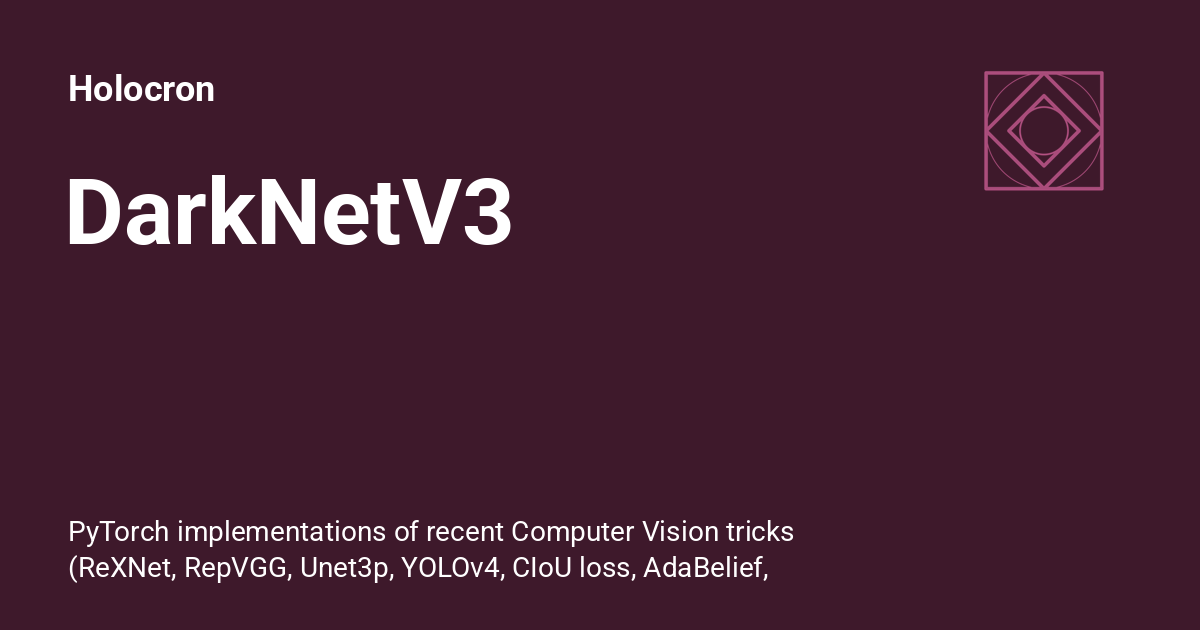 Holocron
DarkNetV3
PyTorch implementations of recent Computer Vision tricks
(ReXNet, RepVGG, Unet3p, YOLOv4, CIoU loss, AdaBelief,